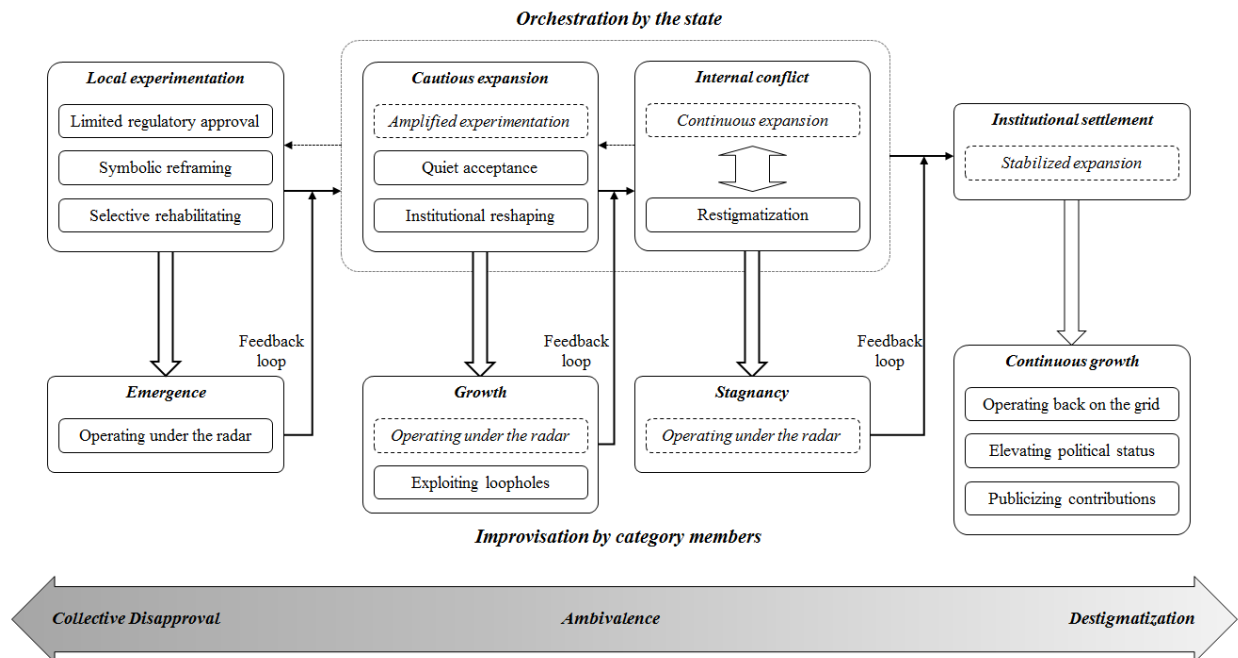 Orchestration by the state
Local experimentation
Limited regulatory approval
Symbolic reframing
Selective rehabilitating
Cautious expansion
Amplified experimentation
Quiet acceptance
Institutional reshaping
Internal conflict
Continuous expansion
Restigmatization
Institutional settlement
Stabilized expansion
Feedback
loop
Feedback
loop
Feedback
loop
Emergence
Operating under the radar
Growth
Operating under the radar
Exploiting loopholes
Stagnancy
Operating under the radar
Continuous growth
Operating back on the grid
Elevating political status
Publicizing contributions
Improvisation by category members
Collective Disapproval
Ambivalence
Destigmatization